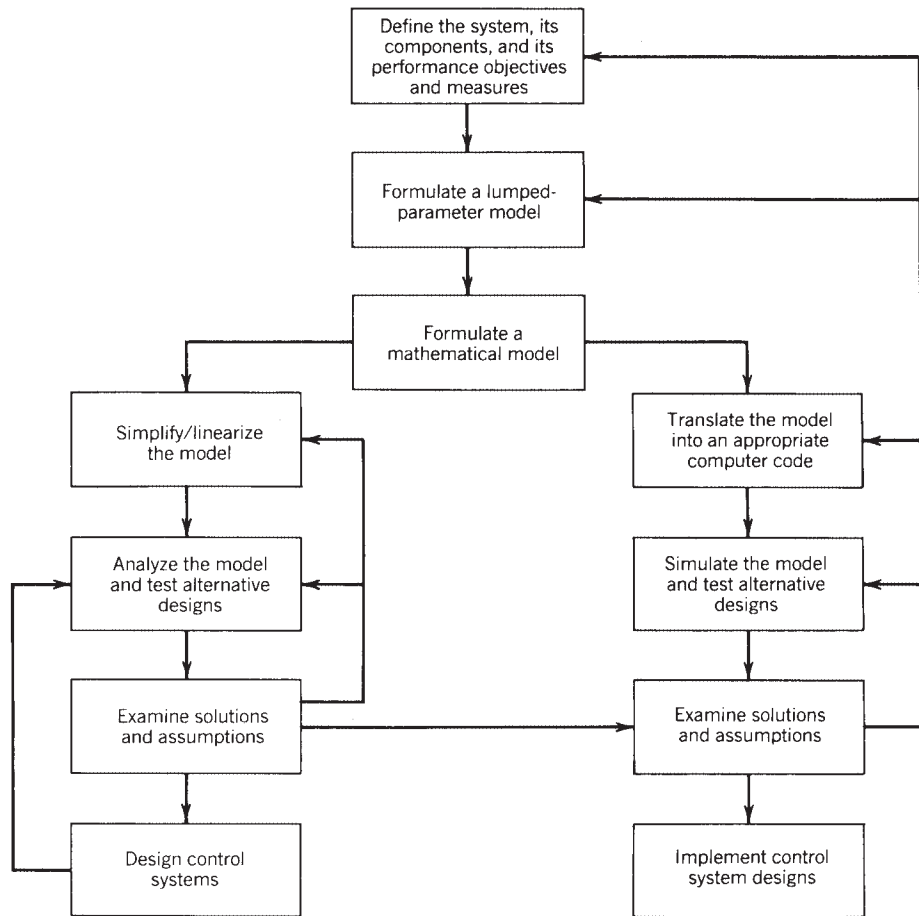 Define the system, its
components, and its
performance objectives
and measures
Formulate a lumped-
parameter model
Formulate a
mathematical model
Simplify/linearize
the model
Translate the model
into an appropriate
computer code
Analyze the model
and test alternative
designs
Simulate the model
and test alternative
designs
Examine solutions
and assumptions
Examine solutions
and assumptions
Design control
systems
Implement control
system designs